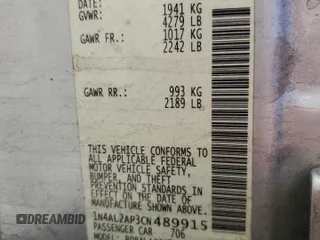 DATE:
GVWR: 1941 KG
4279 LB
GAWR FR.: 1017 KG
2242 LB
GAWR RR.: 993 KG
2189 LB
THIS VEHICLE CONFORMS TO
ALL APPLICABLE FEDERAL
MOTOR VEHICLE SAFETY,
BUMPER, AND THEFT
PREVENTION STANDARDS IN
EFFECT ON THE DATE OF
MANUFACTURE SHOWN ABOVE.
1N4AL2AP3CN489915
PASSENGER CAR 706
DREAMBID